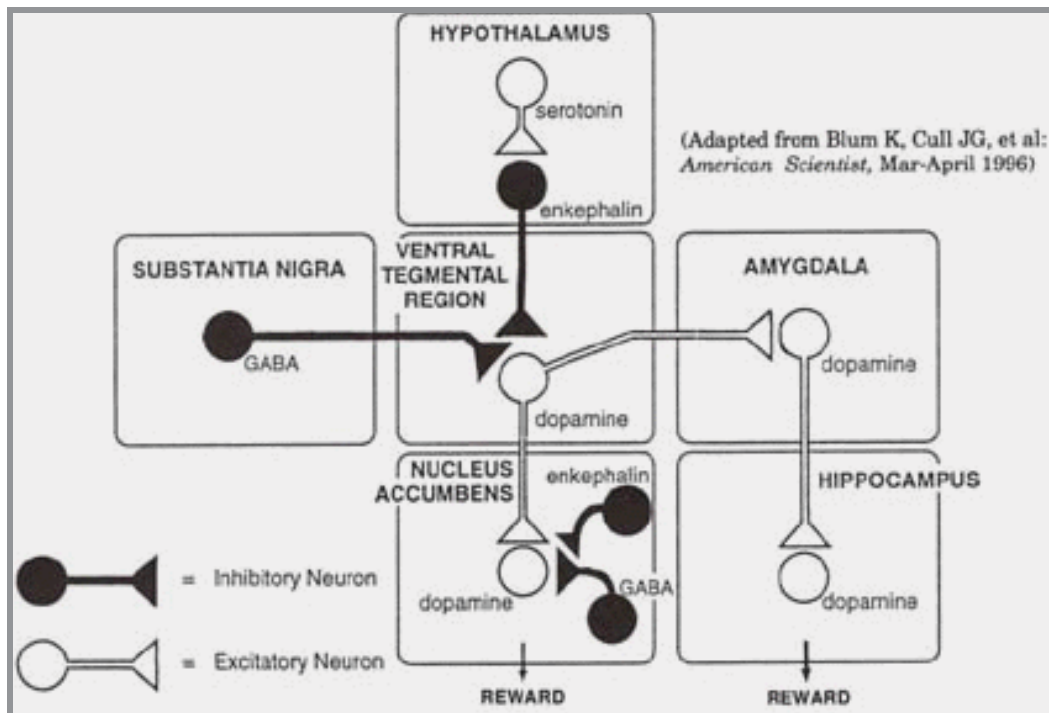 HYPOTHALAMUS
serotonin
enkephalin
(Adapted from Blum K, Cull JG, et al:
American Scientist, Mar-April 1996)
SUBSTANTIA NIGRA
GABA
VENTRAL
TEGMENTAL
REGION
dopamine
AMYGDALA
dopamine
NUCLEUS
ACCUMBENS
enkephalin
GABA
dopamine
HIPPOCAMPUS
dopamine
= Inhibitory Neuron
= Excitatory Neuron
REWARD
REWARD